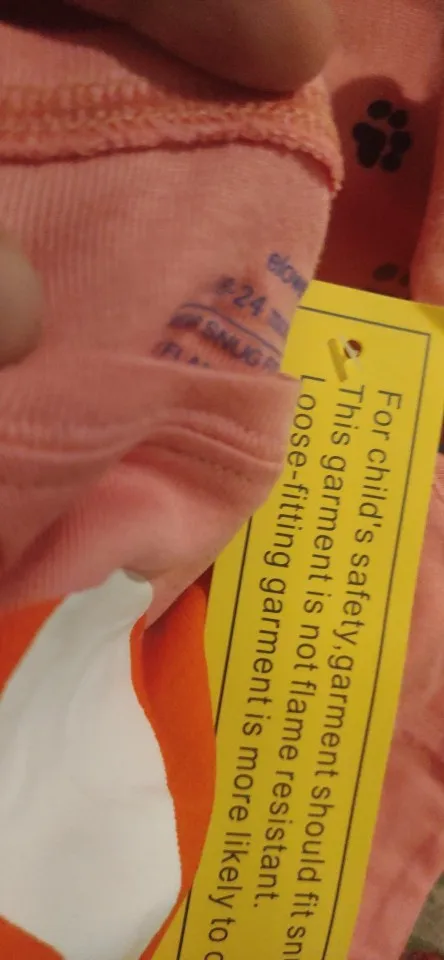 24
SNUG
For child's safety,garment should fit
This garment is not flame resistant.
Loose-fitting garment is more likely to